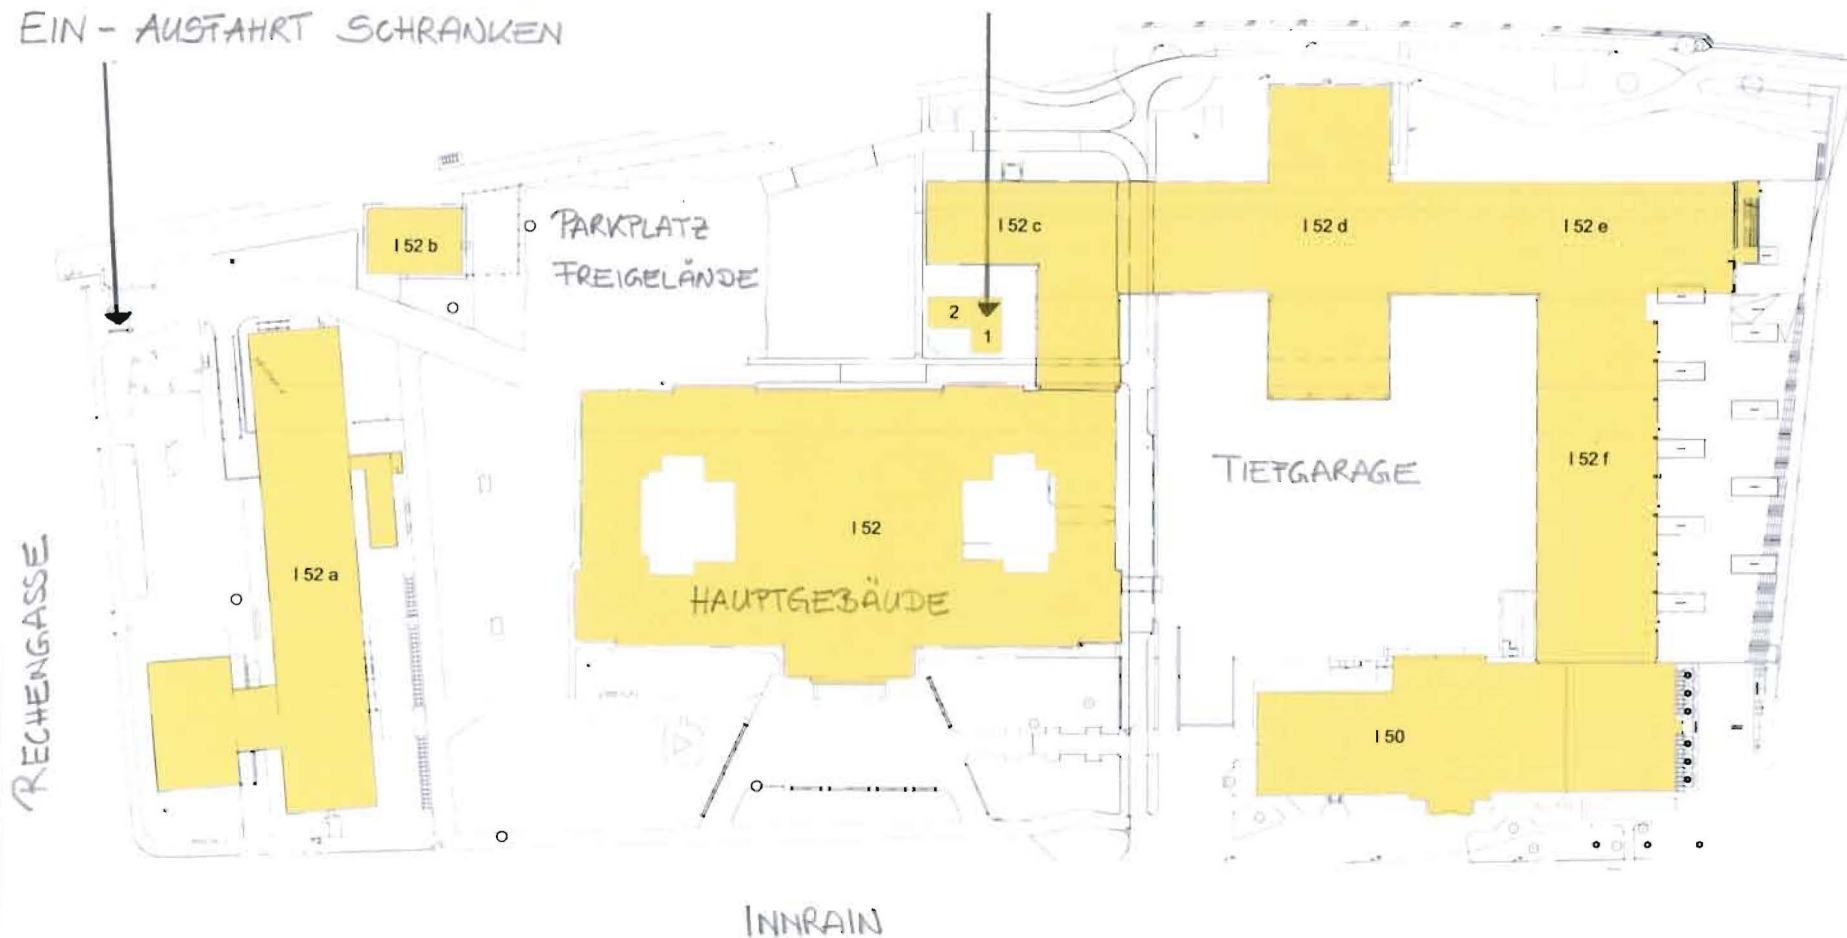 EIN - AUSFAHRT SCHRANKEN
I 52 b
PARKPLATZ
FREIGELÄNDE
I 52 c
I 52 d
I 52 e
2
1
I 52 f
TIEFGARAGE
I 52
HAUPTGEBÄUDE
I 52 a
RECHENGASSE
I 50
INNRAIN